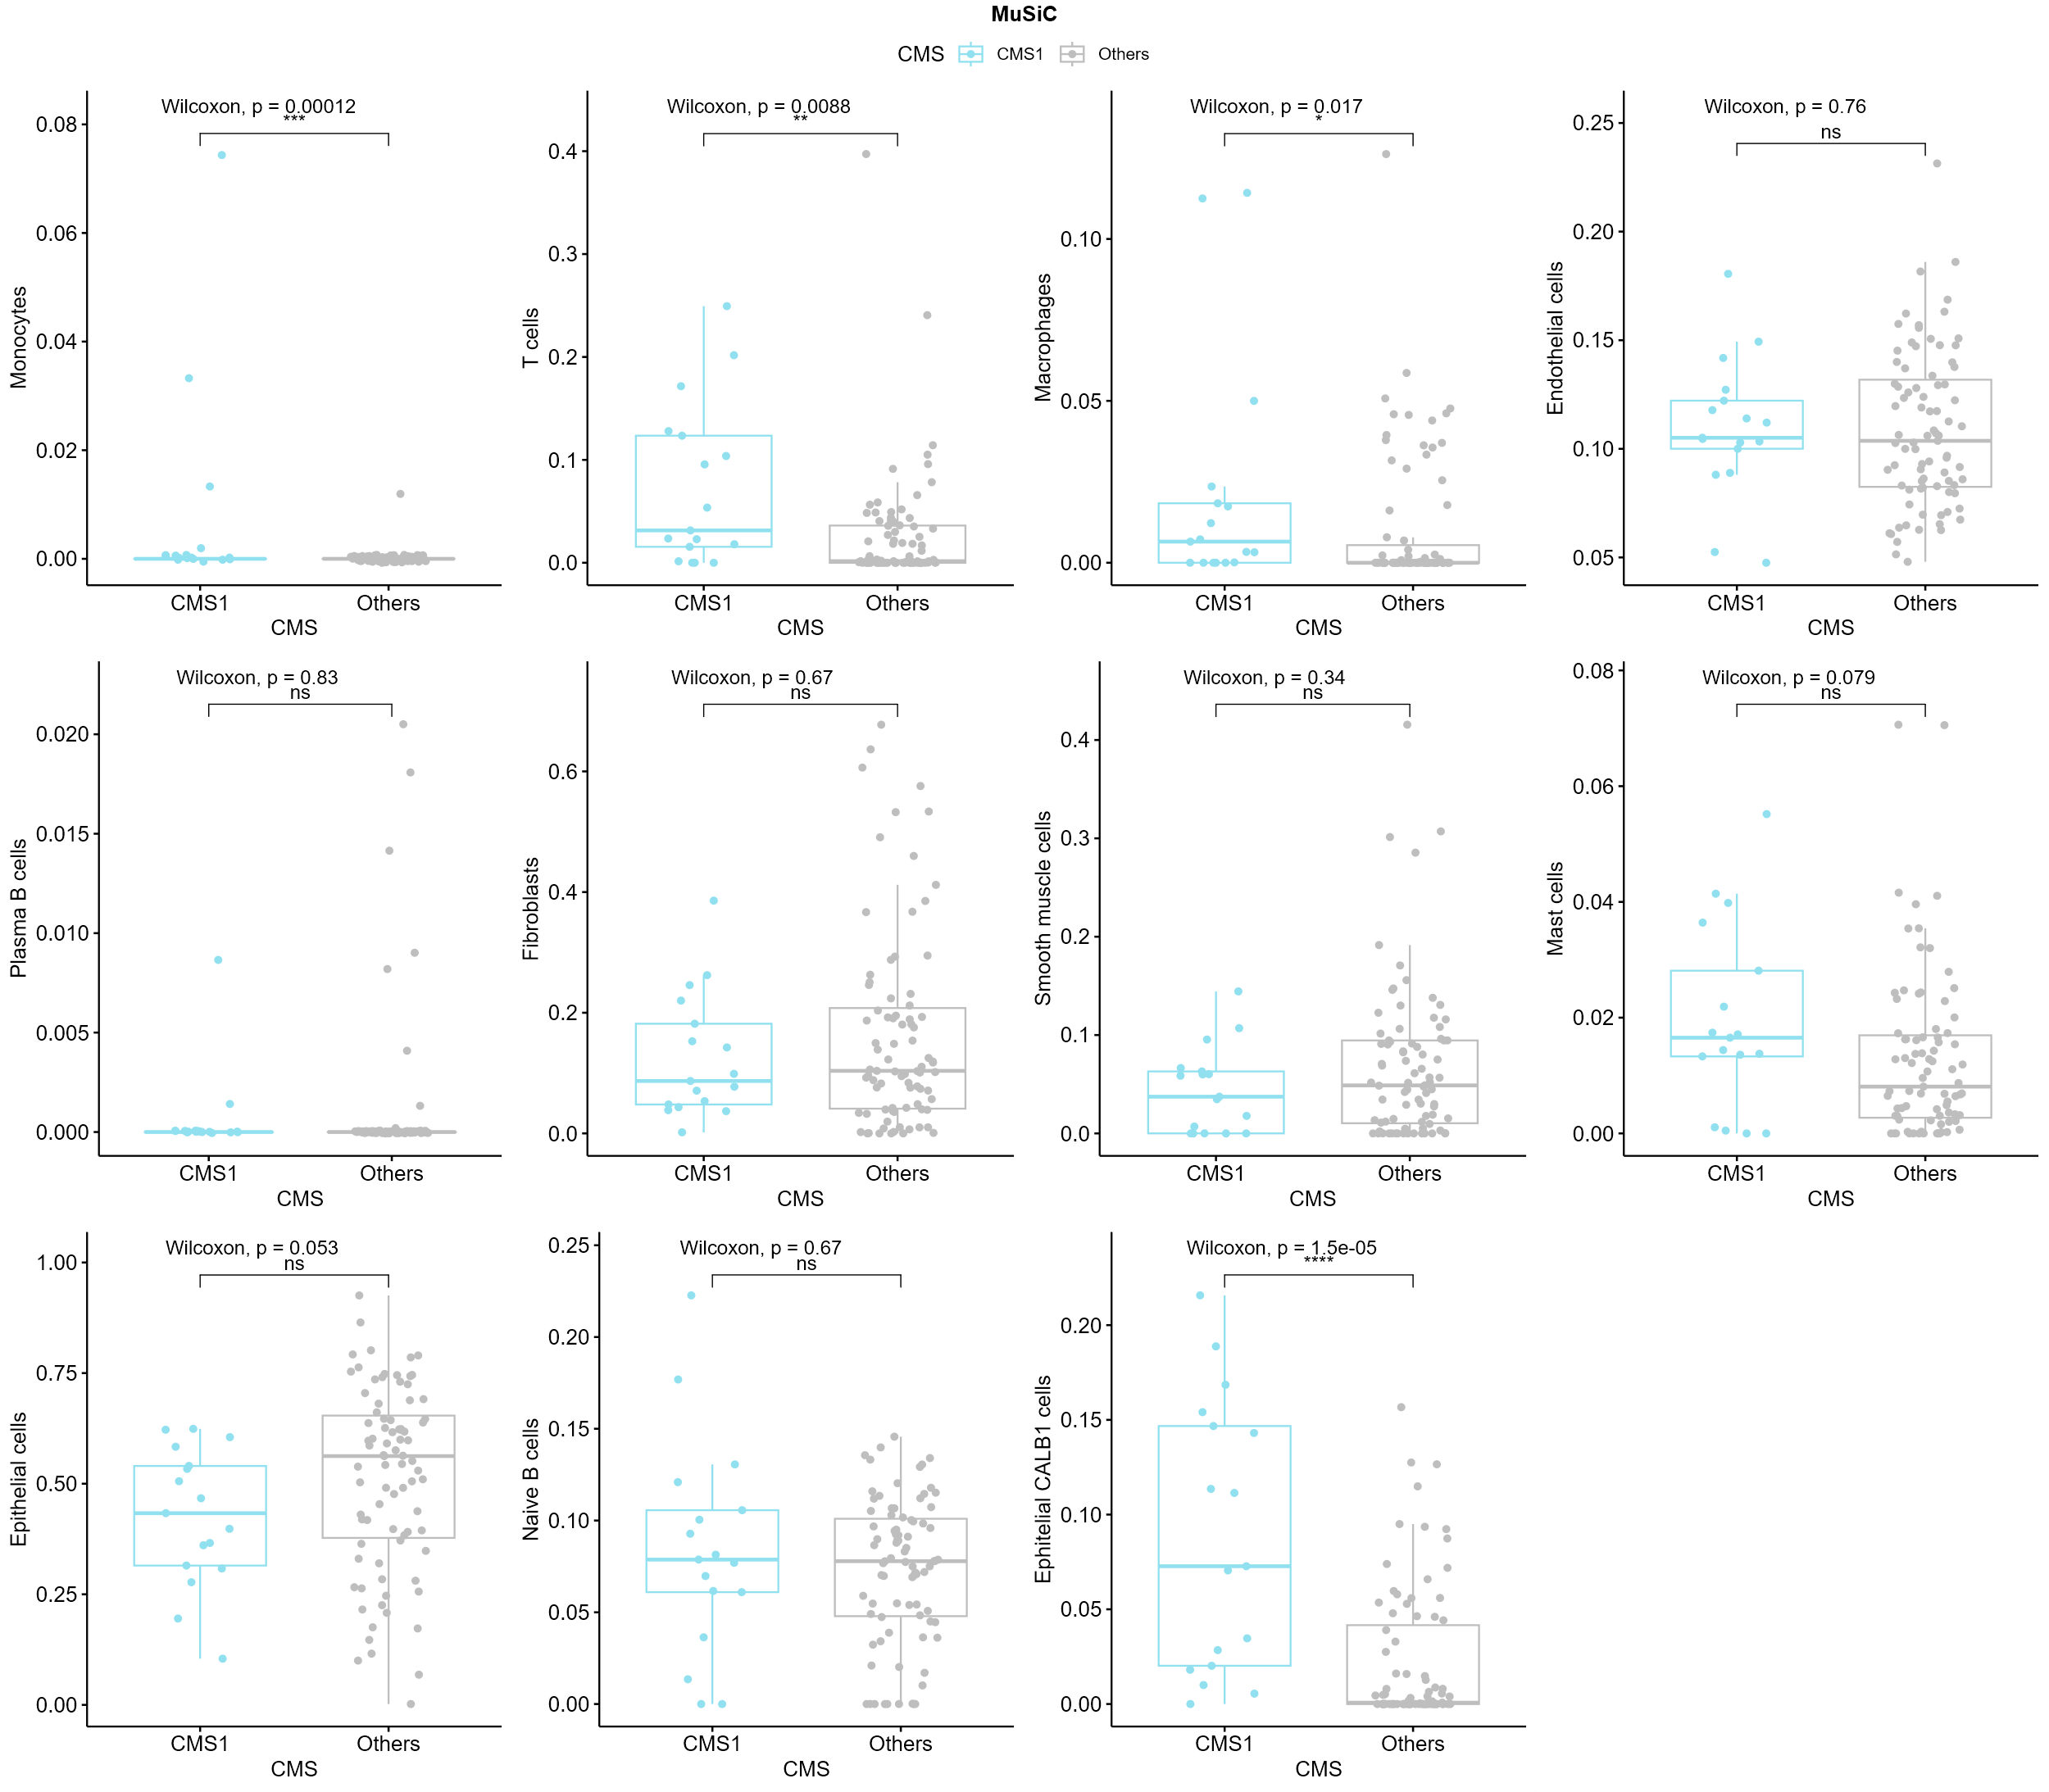 MuSiC
CMS CMS1 Others
Wilcoxon, p = 0.00012
***
Monocytes
0.08
0.06
0.04
0.02
0.00
CMS1 Others
CMS
Wilcoxon, p = 0.0088
**
T cells
0.4
0.3
0.2
0.1
0.0
CMS1 Others
CMS
Wilcoxon, p = 0.017
*
Macrophages
0.10
0.05
0.00
CMS1 Others
CMS
Wilcoxon, p = 0.76
ns
Endothelial cells
0.25
0.20
0.15
0.10
0.05
CMS1 Others
CMS
Wilcoxon, p = 0.83
ns
Plasma B cells
0.020
0.015
0.010
0.005
0.000
CMS1 Others
CMS
Wilcoxon, p = 0.67
ns
Fibroblasts
0.6
0.4
0.2
0.0
CMS1 Others
CMS
Wilcoxon, p = 0.34
ns
Smooth muscle cells
0.4
0.3
0.2
0.1
0.0
CMS1 Others
CMS
Wilcoxon, p = 0.079
ns
Mast cells
0.08
0.06
0.04
0.02
0.00
CMS1 Others
CMS
Wilcoxon, p = 0.053
ns
Epithelial cells
1.00
0.75
0.50
0.25
0.00
CMS1 Others
CMS
Wilcoxon, p = 0.67
ns
Naive B cells
0.25
0.20
0.15
0.10
0.05
0.00
CMS1 Others
CMS
Wilcoxon, p = 1.5e-05
****
Ephitelial CALB1 cells
0.20
0.15
0.10
0.05
0.00
CMS1 Others
CMS